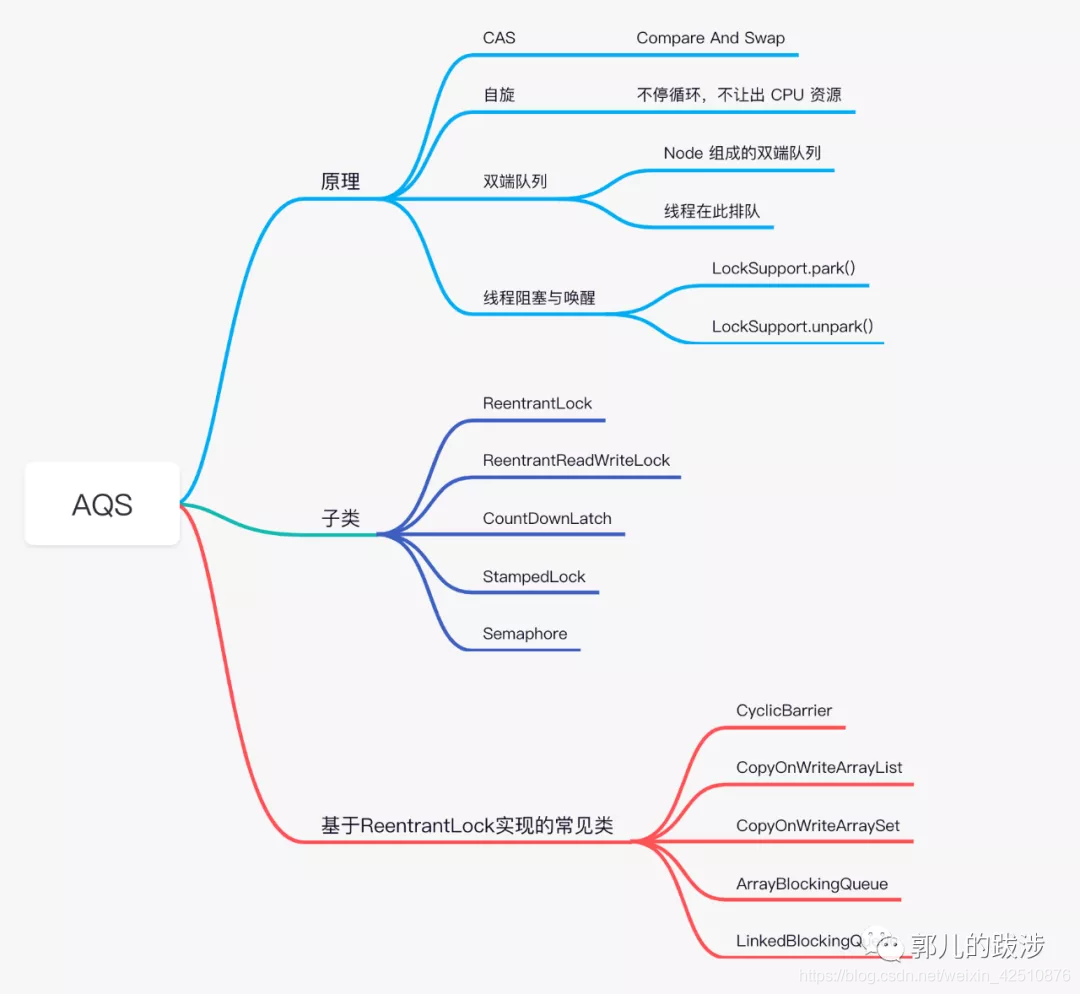 AQS
原理
CAS
Compare And Swap
自旋
不停循环，不让出 CPU 资源
双端队列
Node 组成的双端队列
线程在此排队
线程阻塞与唤醒
LockSupport.park()
LockSupport.unpark()
子类
ReentrantLock
ReentrantReadWriteLock
CountDownLatch
StampedLock
Semaphore
基于ReentrantLock实现的常见类
CyclicBarrier
CopyOnWriteArrayList
CopyOnWriteArraySet
ArrayBlockingQueue
郭儿的跋涉
https://blog.csdn.net/weixin_42510876